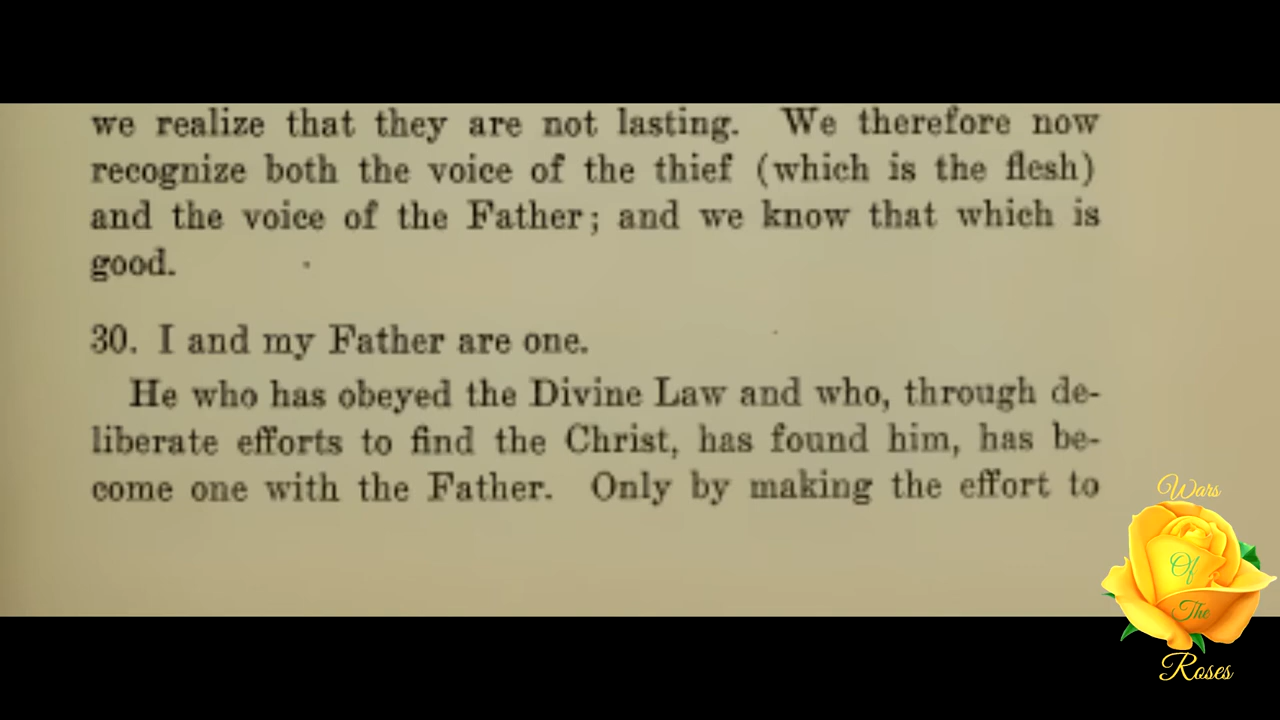 we realize that they are not lasting. We therefore now
recognize both the voice of the thief (which is the flesh)
and the voice of the Father; and we know that which is
good.
30. I and my Father are one.
He who has obeyed the Divine Law and who, through de-
liberate efforts to find the Christ, has found him, has be-
come one with the Father. Only by making the effort to
Wars
Of
The
Roses